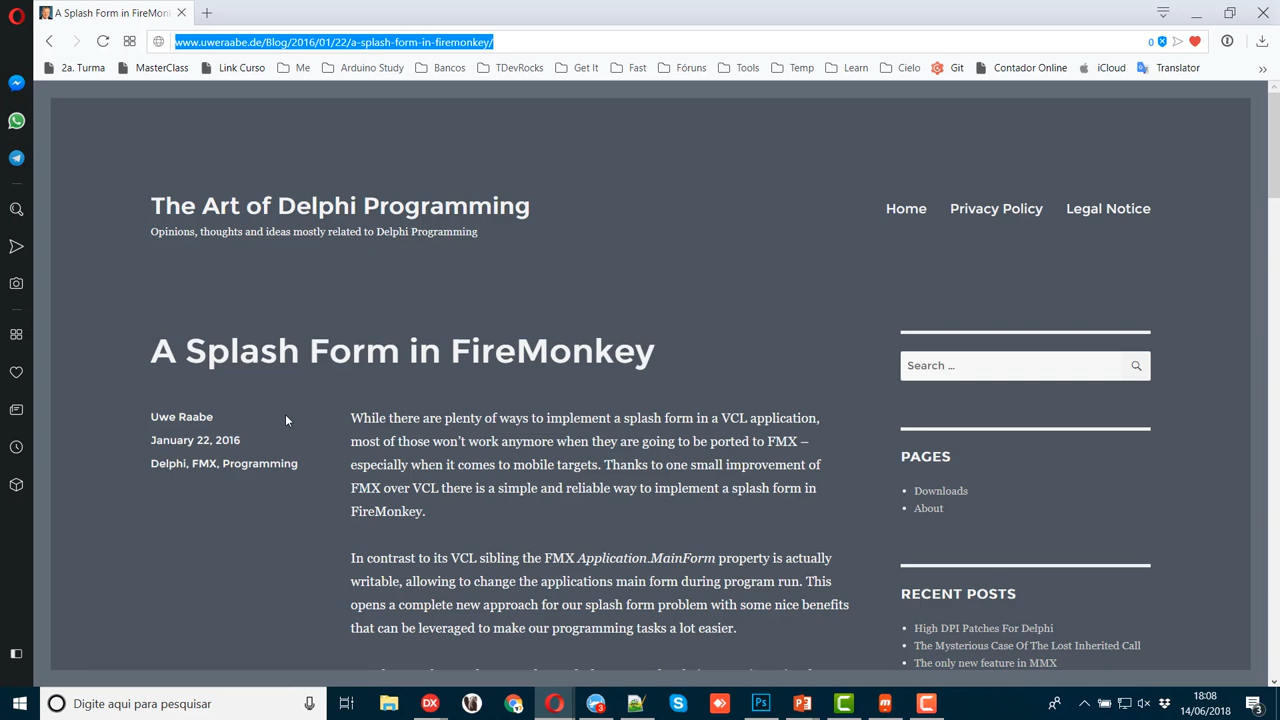 A Splash Form in FireMonk
www.uweraabe.de/Blog/2016/01/22/a-splash-form-in-firemonkey/
0
2a. Turma
MasterClass
Link Curso
Me
Arduino Study
Bancos
TDevRocks
Get It
Fast
Fóruns
Tools
Temp
Learn
Cielo
Git
Contador Online
iCloud
Translator
The Art of Delphi Programming
Opinions, thoughts and ideas mostly related to Delphi Programming
Home
Privacy Policy
Legal Notice
A Splash Form in FireMonkey
Uwe Raabe
January 22, 2016
Delphi, FMX, Programming
While there are plenty of ways to implement a splash form in a VCL application,
most of those won't work anymore when they are going to be ported to FMX –
especially when it comes to mobile targets. Thanks to one small improvement of
FMX over VCL there is a simple and reliable way to implement a splash form in
FireMonkey.
In contrast to its VCL sibling the FMX Application.MainForm property is actually
writable, allowing to change the applications main form during program run. This
opens a complete new approach for our splash form problem with some nice benefits
that can be leveraged to make our programming tasks a lot easier.
Search …
PAGES
Downloads
About
RECENT POSTS
High DPI Patches For Delphi
The Mysterious Case Of The Lost Inherited Call
The only new feature in MMX
Digite aqui para pesquisar
DX
3
Ps
18:08
14/06/2018
3